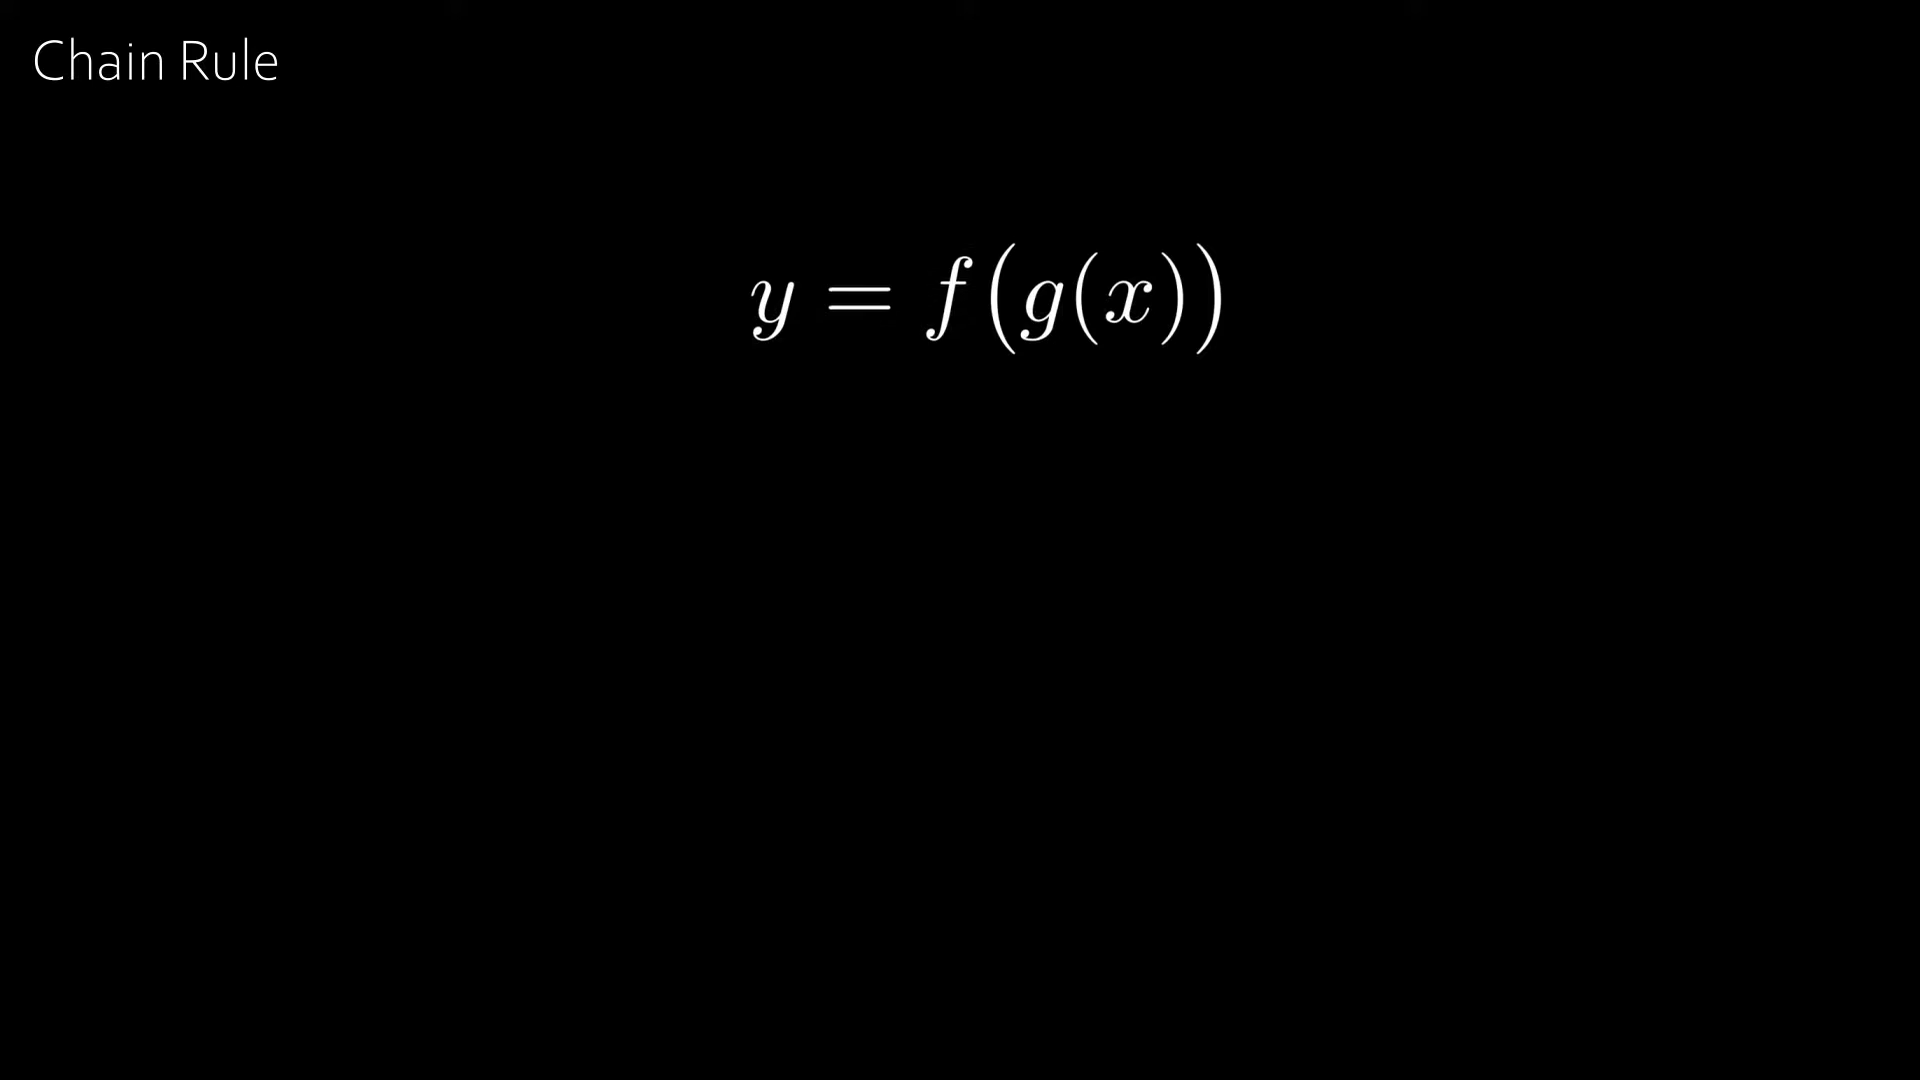 Chain Rule
y = f(g(x))